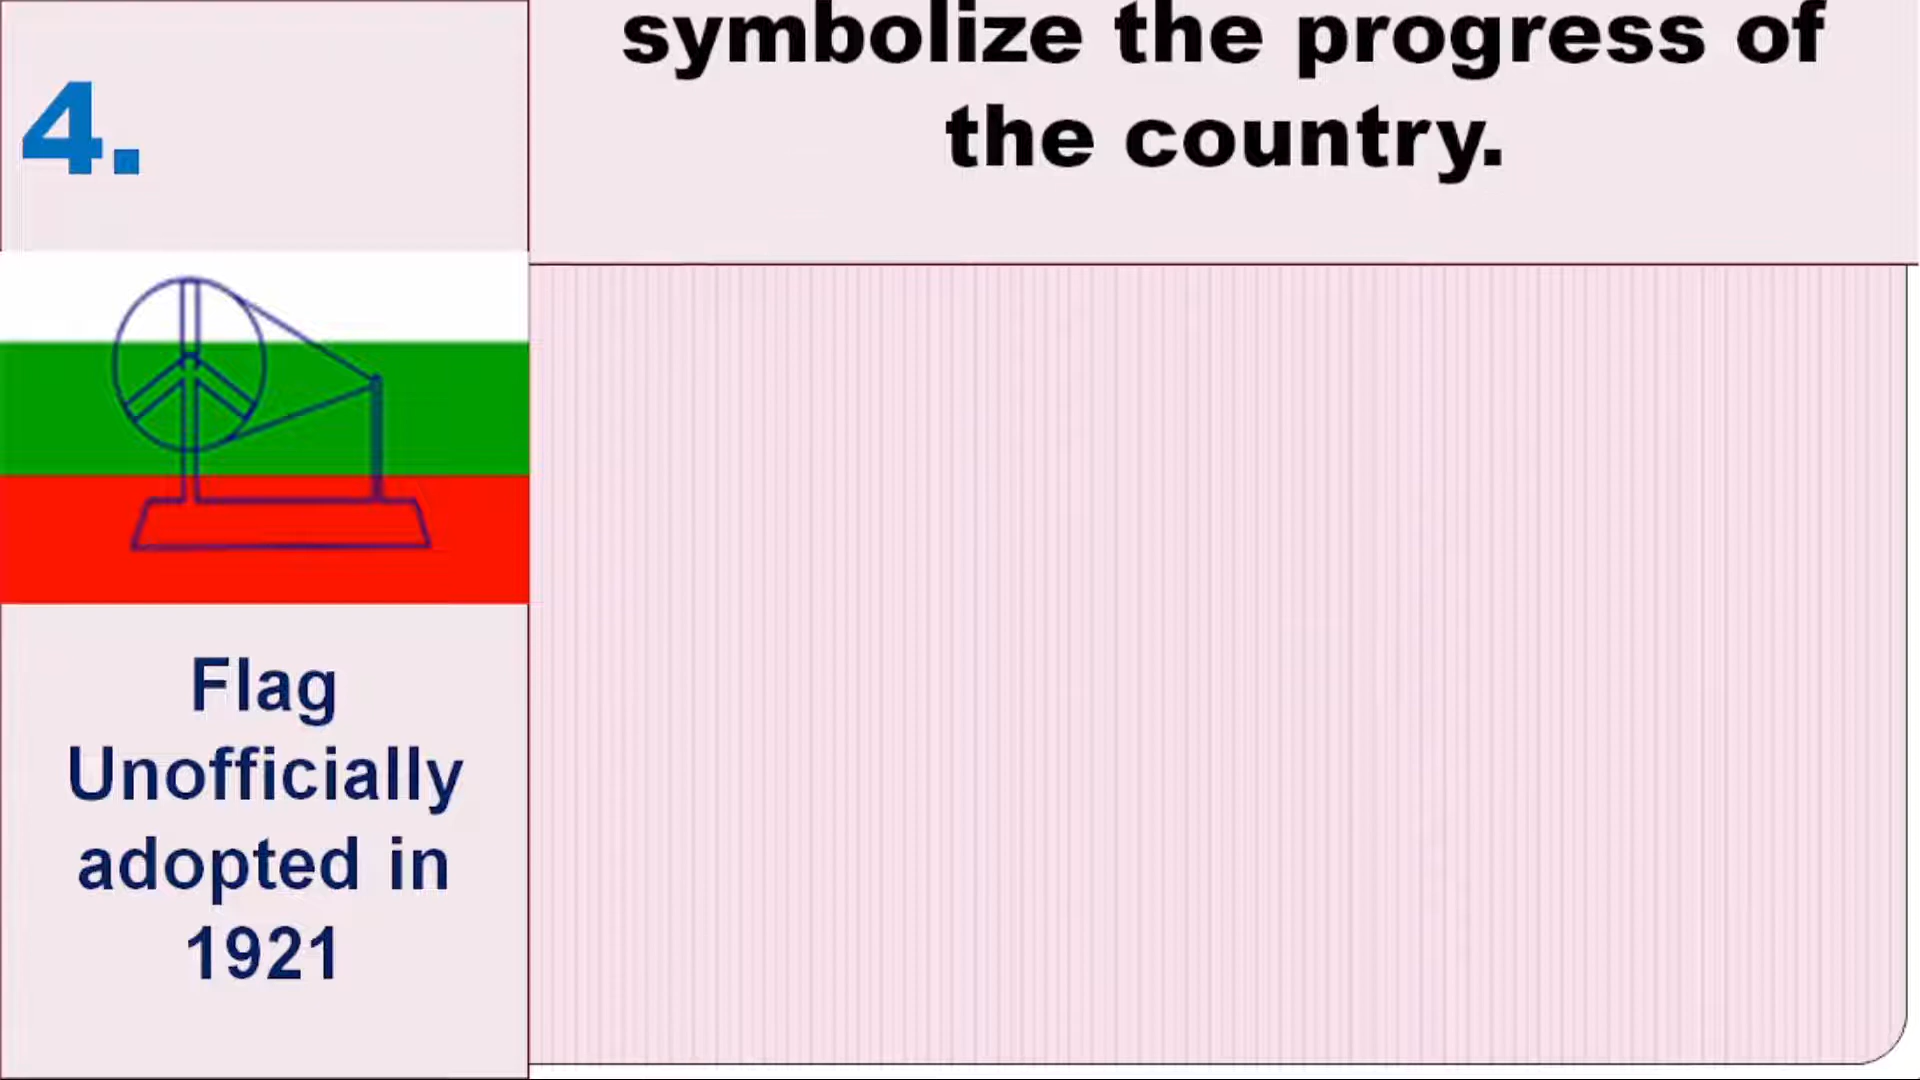 symbolize the progress of
the country.
4.
Flag
Unofficially
adopted in
1921